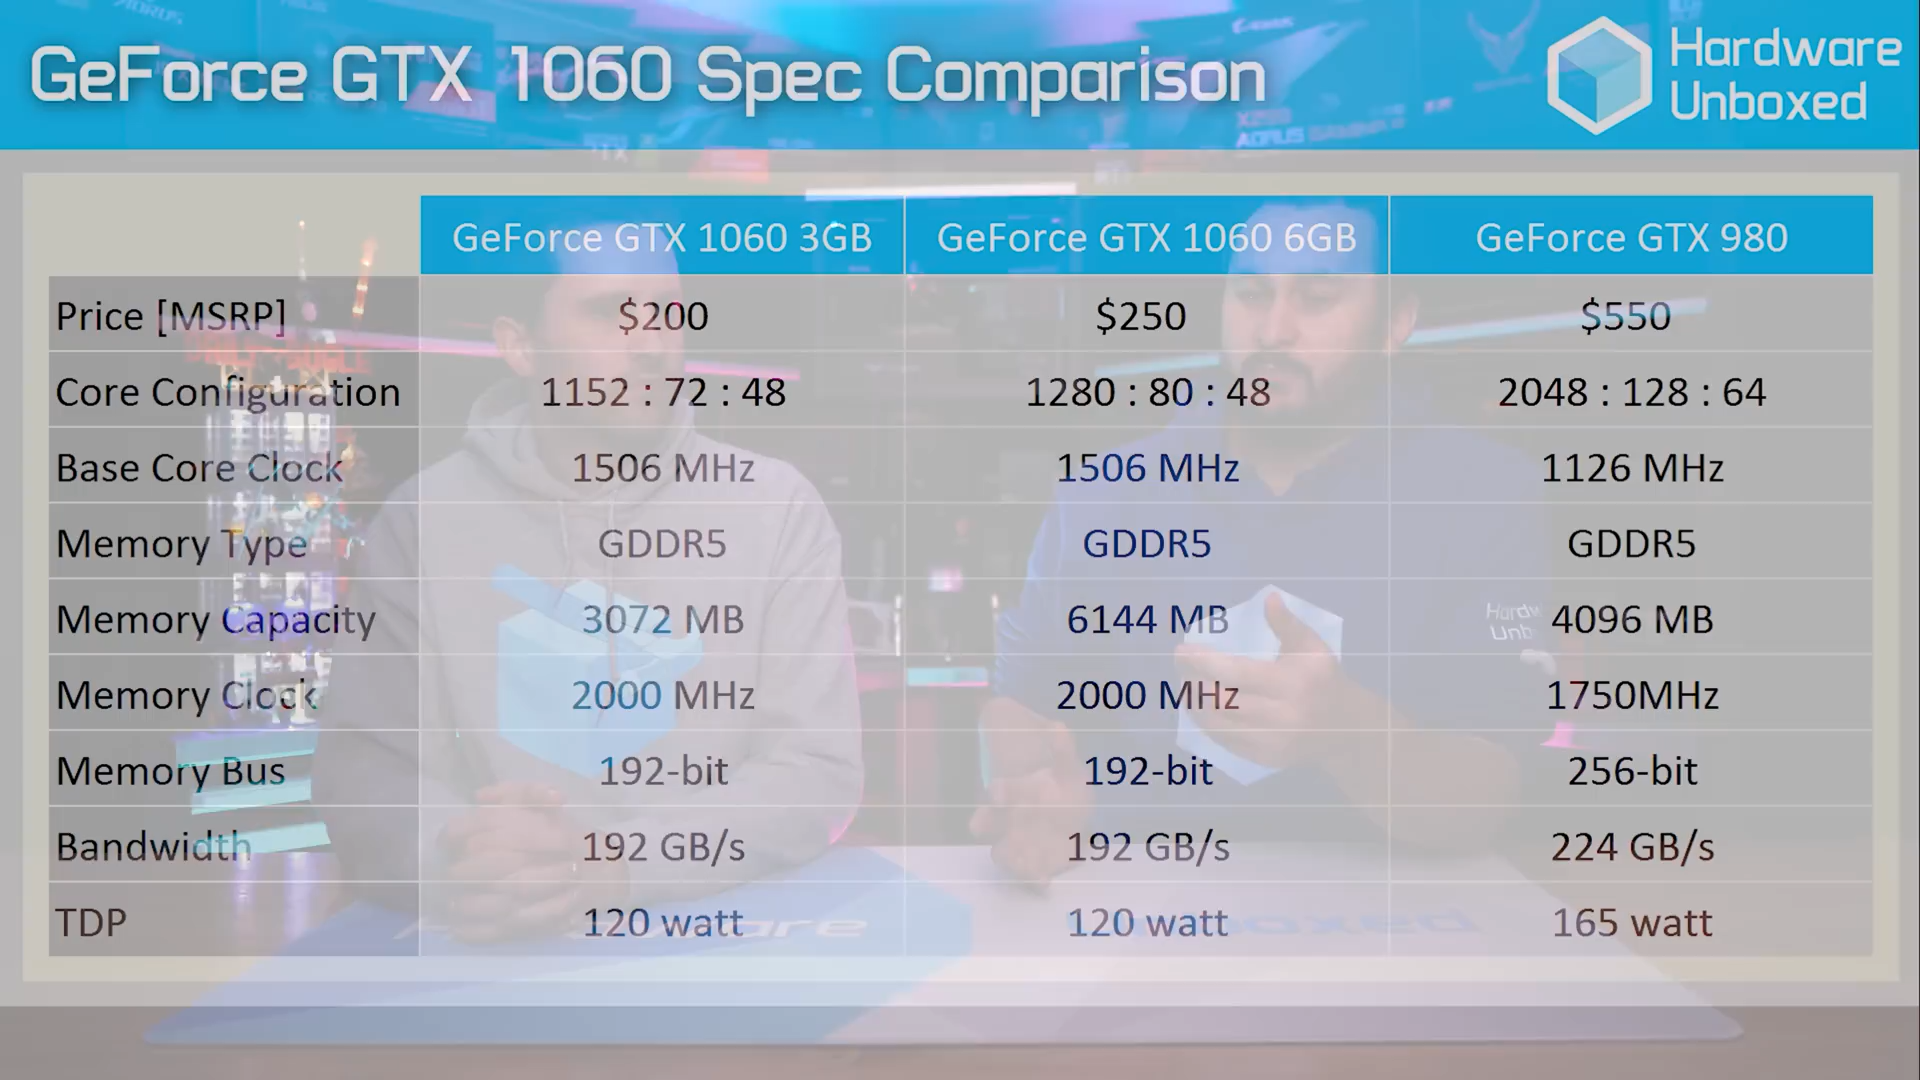 GeForce GTX 1060 Spec Comparison
Hardware
Unboxed
GeForce GTX 1060 3GB GeForce GTX 1060 6GB GeForce GTX 980
Price [MSRP] $200 $250 $550
Core Configuration 1152 : 72 : 48 1280 : 80 : 48 2048 : 128 : 64
Base Core Clock 1506 MHz 1506 MHz 1126 MHz
Memory Type GDDR5 GDDR5 GDDR5
Memory Capacity 3072 MB 6144 MB 4096 MB
Memory Clock 2000 MHz 2000 MHz 1750MHz
Memory Bus 192-bit 192-bit 256-bit
Bandwidth 192 GB/s 192 GB/s 224 GB/s
TDP 120 watt 120 watt 165 watt